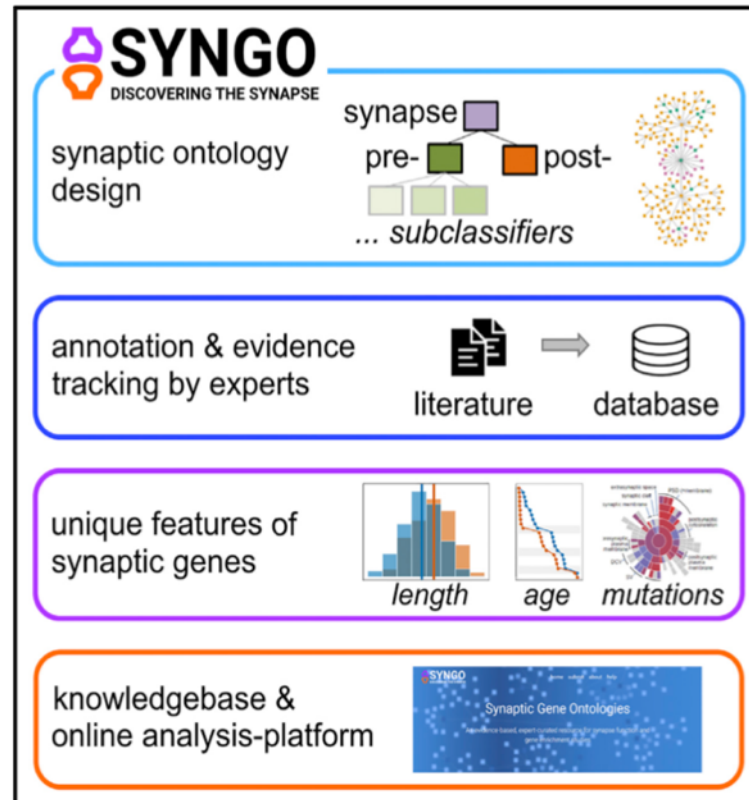 SYNGO
DISCOVERING THE SYNAPSE
synaptic ontology
design
synapse
pre-
post-
... subclassifiers
annotation & evidence
tracking by experts
literature
database
unique features of
synaptic genes
length
age
mutations
knowledgebase &
online analysis-platform
SYNGO
Synaptic Gene Ontologies